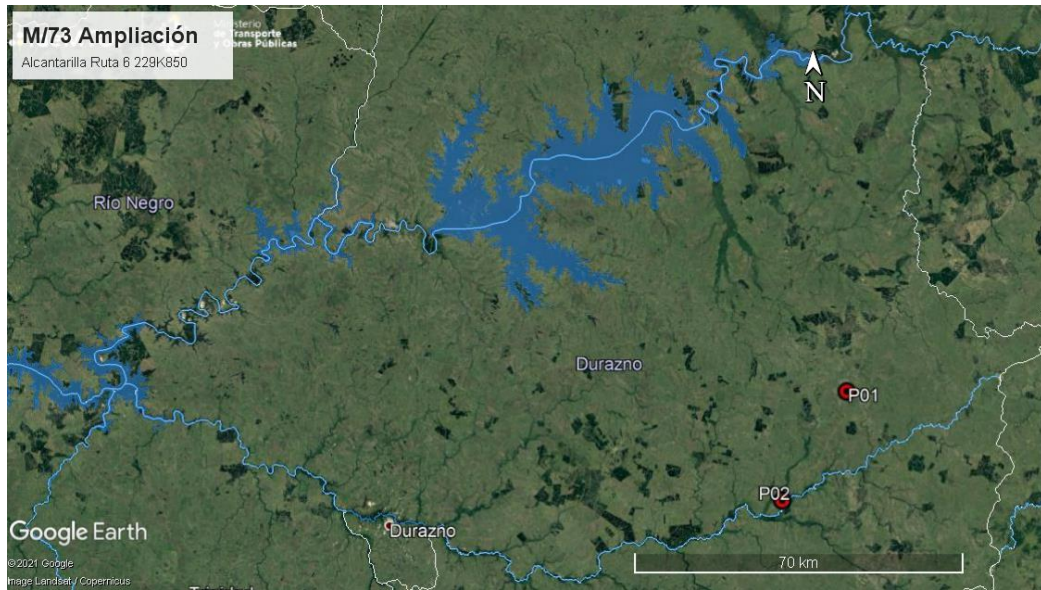 M/73 Ampliación
Alcantarilla Ruta 6 229K850
Ministerio
de Transporte
y Obras Públicas
N
Río Negro
Durazno
P01
P02
Durazno
Google Earth
70 km
©2021 Google
Image Landsat / Copernicus